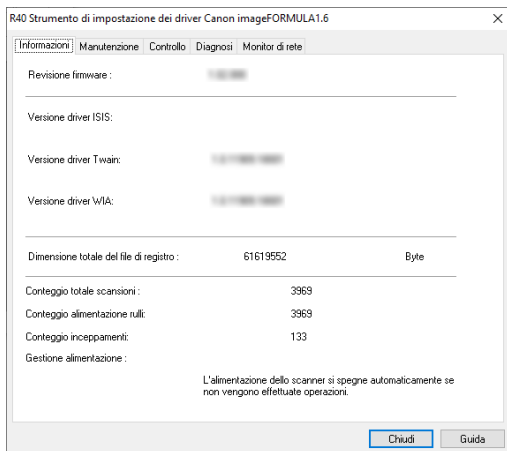 R40 Strumento di impostazione dei driver Canon imageFORMULA1.6
Informazioni Manutenzione Controllo Diagnosi Monitor di rete
Revisione firmware :
Versione driver ISIS:
Versione driver Twain:
Versione driver WIA:
Dimensione totale del file di registro : 61619552 Byte
Conteggio totale scansioni : 3969
Conteggio alimentazione rulli: 3969
Conteggio inceppamenti: 133
Gestione alimentazione :
L'alimentazione dello scanner si spegne automaticamente se
non vengono effettuate operazioni.
Chiudi Guida